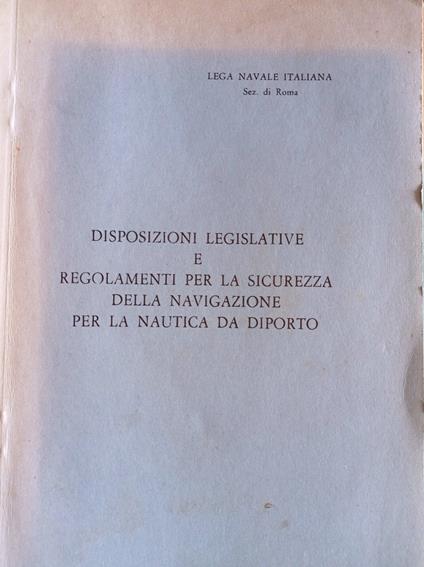 LEGA NAVALE ITALIANA
Sez. di Roma
DISPOSIZIONI LEGISLATIVE
E
REGOLAMENTI PER LA SICUREZZA
DELLA NAVIGAZIONE
PER LA NAUTICA DA DIPORTO